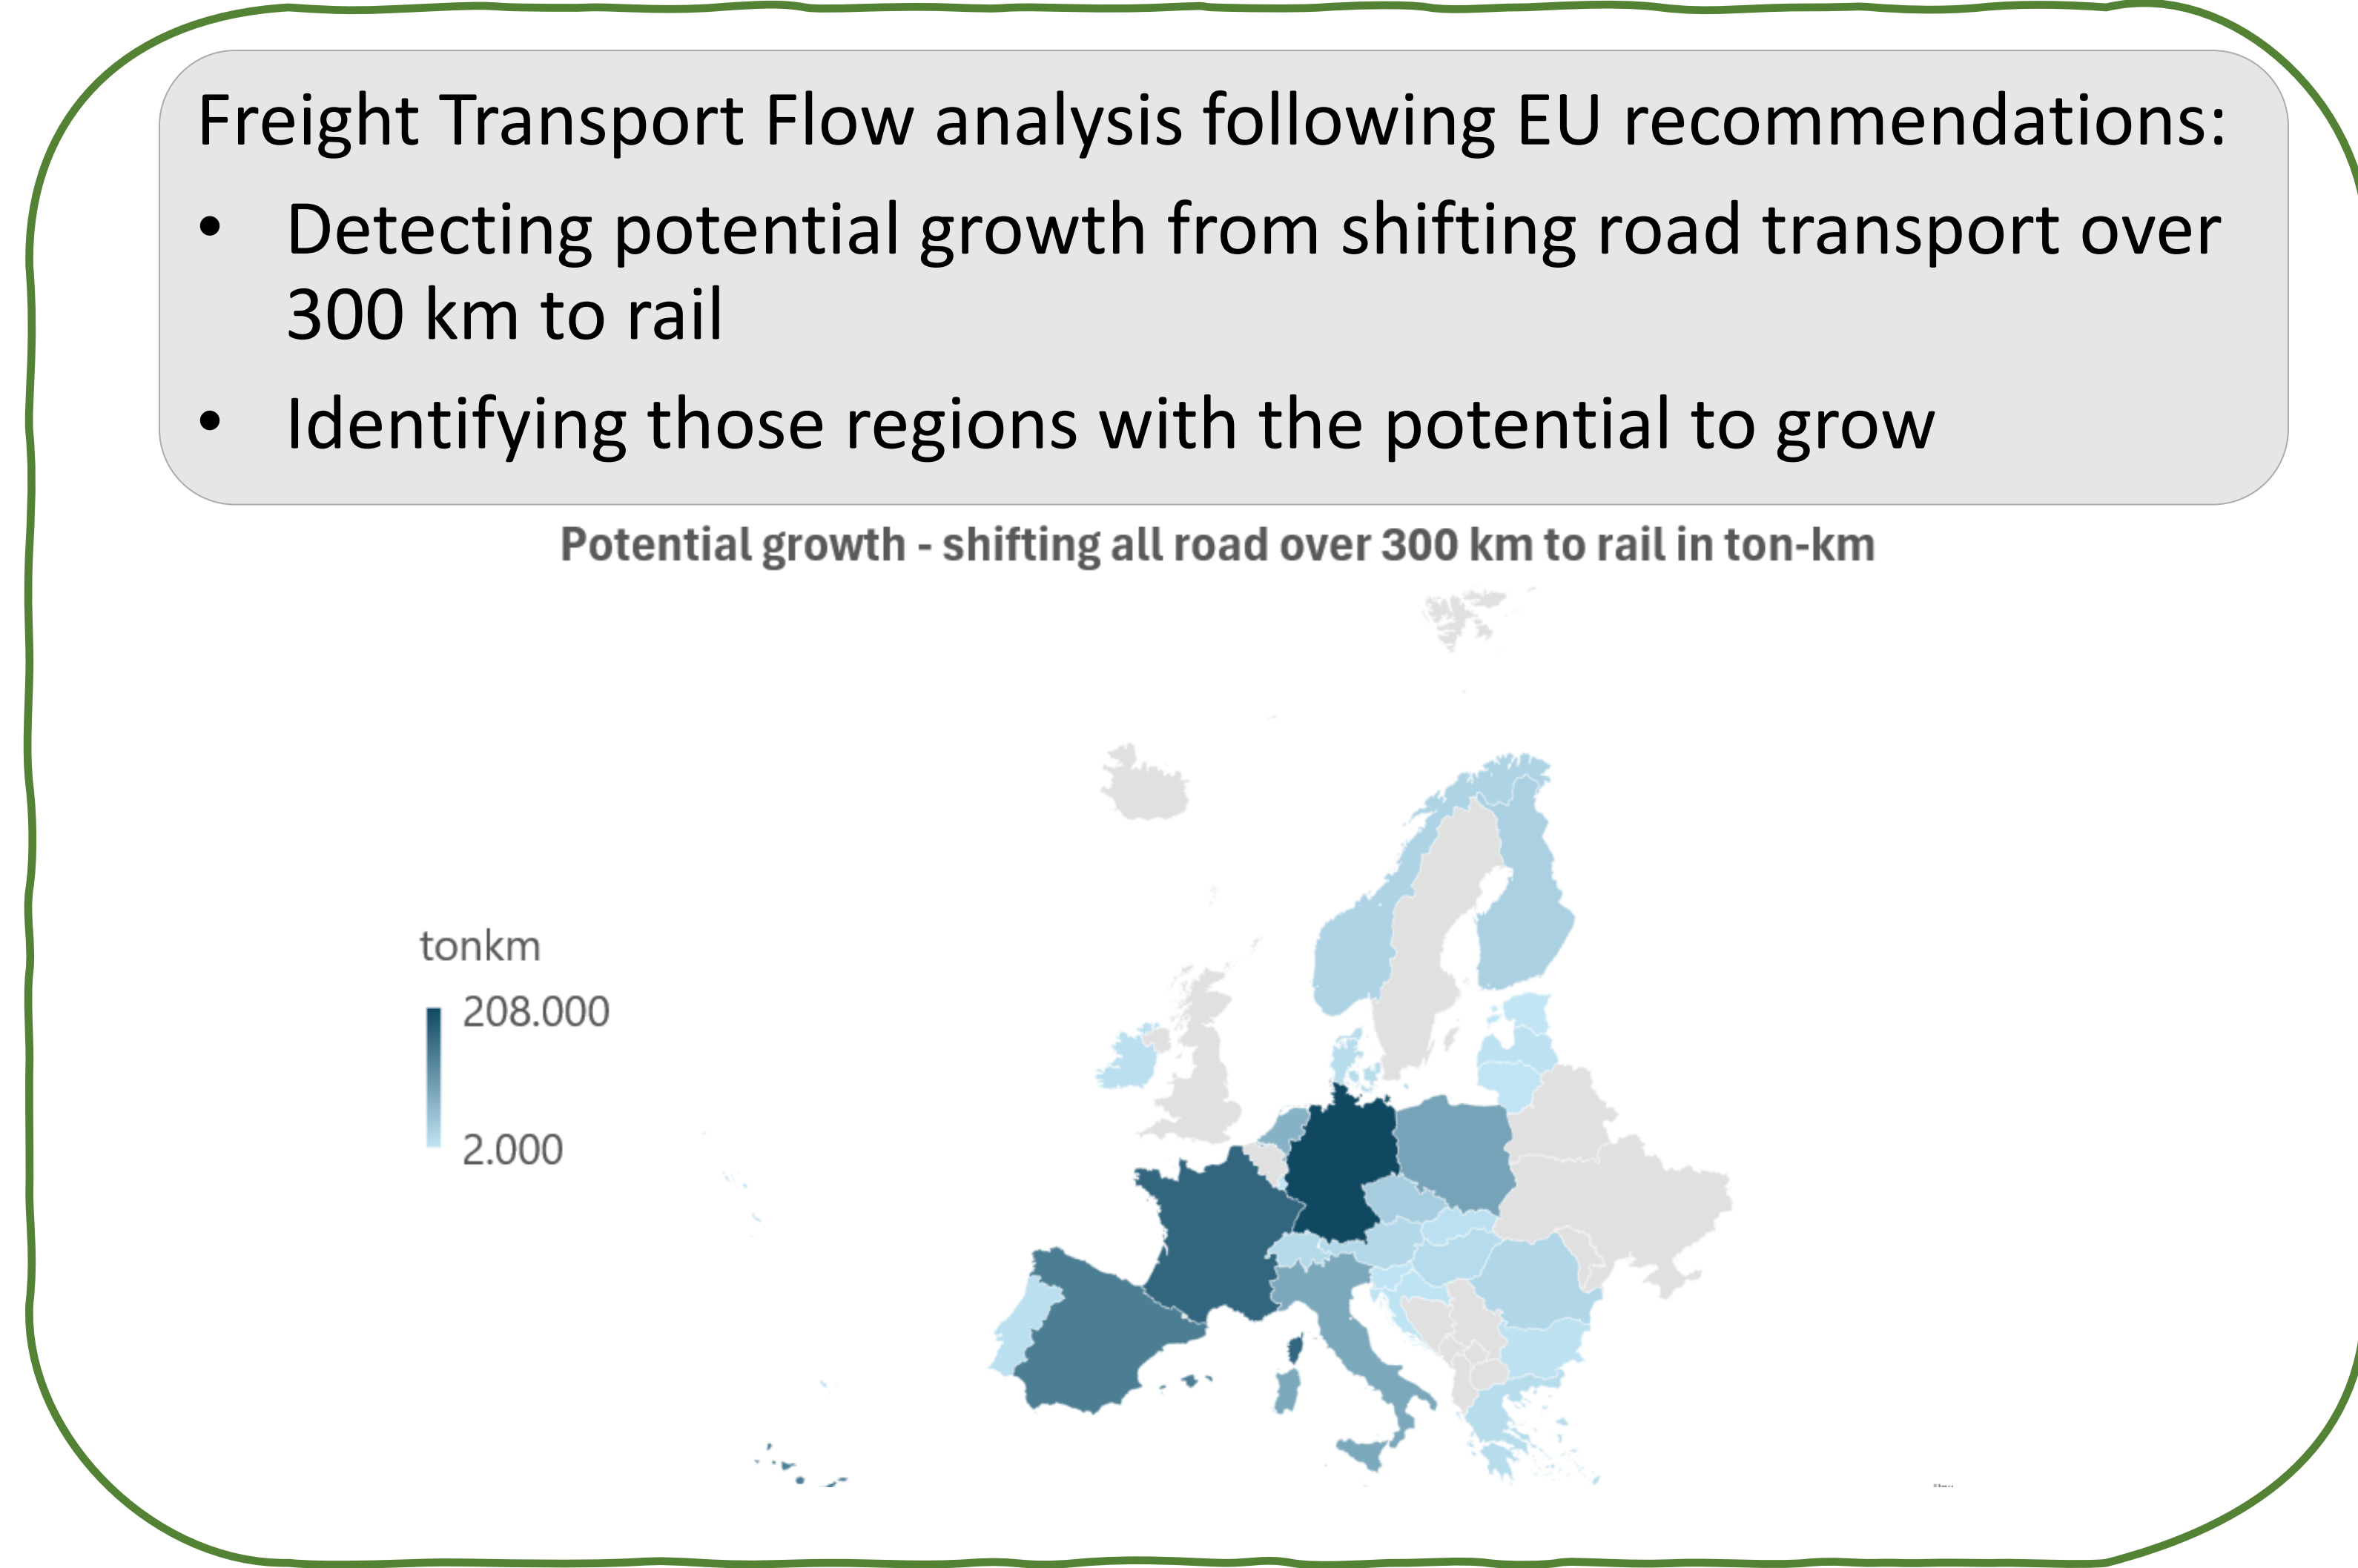 Freight Transport Flow analysis following EU recommendations:
• Detecting potential growth from shifting road transport over
300 km to rail
• Identifying those regions with the potential to grow
Potential growth - shifting all road over 300 km to rail in ton-km
tonkm
208.000
2.000